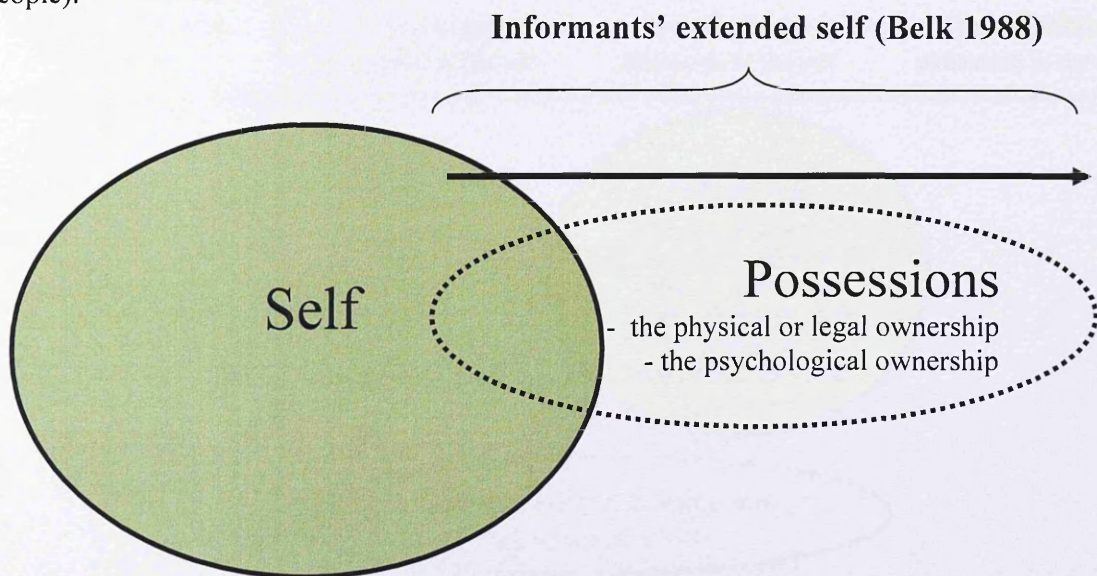 Informants’ extended self (Belk 1988)
Self
Possessions
- the physical or legal ownership
- the psychological ownership